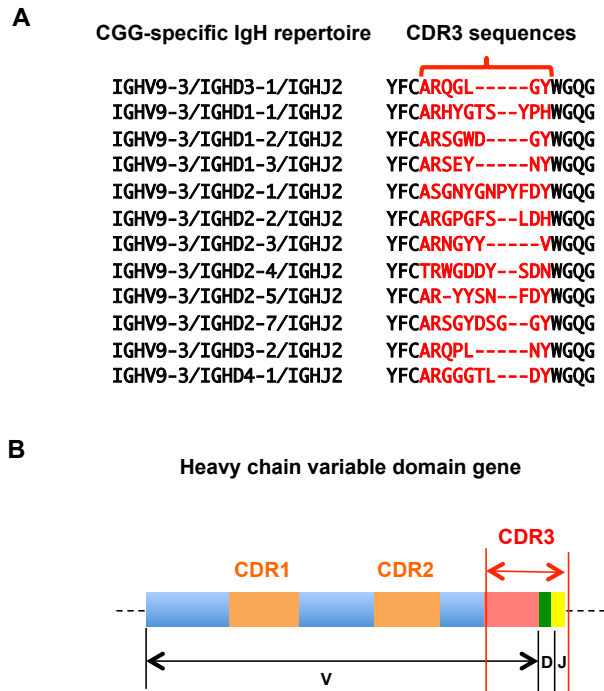 A
CGG-specific IgH repertoire CDR3 sequences
IGHV9-3/IGHD3-1/IGHJ2 YFCARQGL-----GYWGQG
IGHV9-3/IGHD1-1/IGHJ2 YFCARHYGTS--YPHWGQG
IGHV9-3/IGHD1-2/IGHJ2 YFCARSGWD----GYWGQG
IGHV9-3/IGHD1-3/IGHJ2 YFCARSEY-----NYWGQG
IGHV9-3/IGHD2-1/IGHJ2 YFCASGNYGNPYFDYWGQG
IGHV9-3/IGHD2-2/IGHJ2 YFCARGPGFS--LDHWGQG
IGHV9-3/IGHD2-3/IGHJ2 YFCARNGYY-----VWGQG
IGHV9-3/IGHD2-4/IGHJ2 YFCTRWGDDY--SDNWGQG
IGHV9-3/IGHD2-5/IGHJ2 YFCAR-YYSN--FDYWGQG
IGHV9-3/IGHD2-7/IGHJ2 YFCARSGYDSG--GYWGQG
IGHV9-3/IGHD3-2/IGHJ2 YFCARQPL-----NYWGQG
IGHV9-3/IGHD4-1/IGHJ2 YFCARGGGTL---DYWGQG
B
Heavy chain variable domain gene
CDR3
CDR1 CDR2
V D J